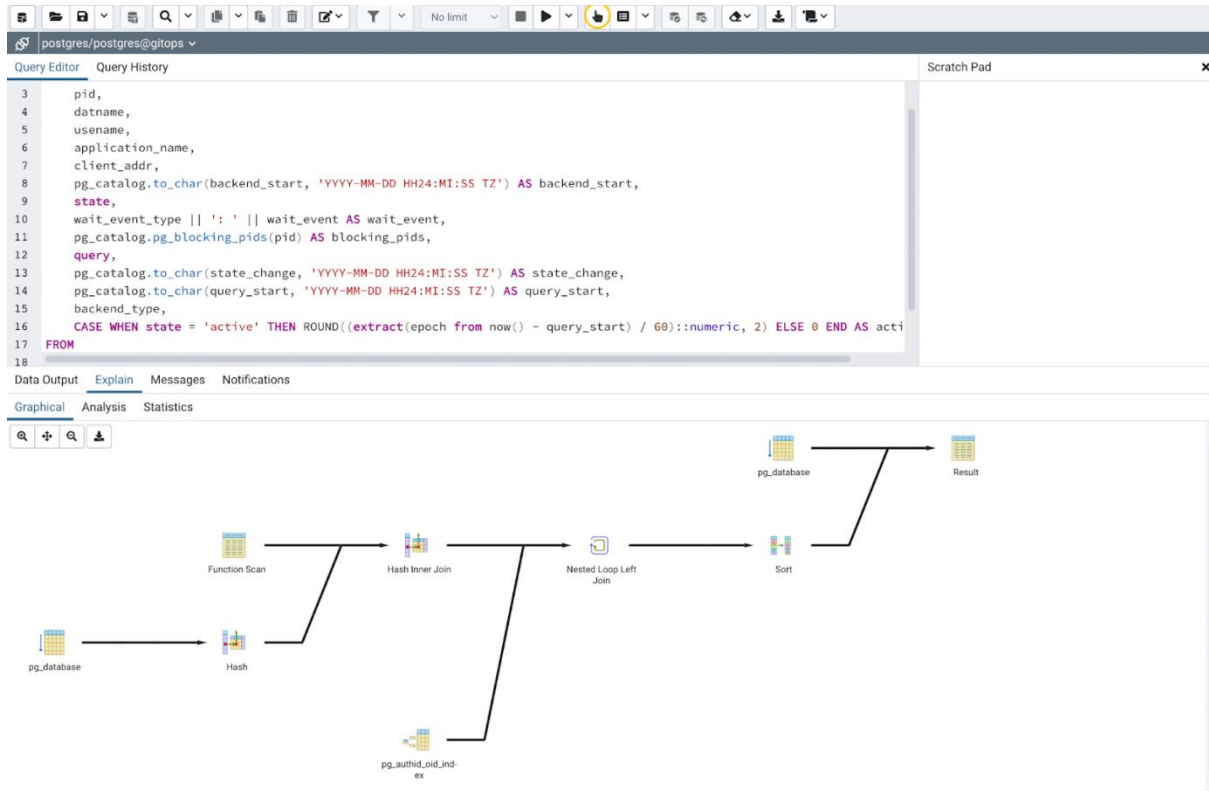 No limit
postgres/postgres@gitops
Query Editor Query History
Scratch Pad
3 pid,
4 datname,
5 usename,
6 application_name,
7 client_addr,
8 pg_catalog.to_char(backend_start, 'YYYY-MM-DD HH24:MI:SS TZ') AS backend_start,
9 state,
10 wait_event_type || ': ' || wait_event AS wait_event,
11 pg_catalog.pg_blocking_pids(pid) AS blocking_pids,
12 query,
13 pg_catalog.to_char(state_change, 'YYYY-MM-DD HH24:MI:SS TZ') AS state_change,
14 pg_catalog.to_char(query_start, 'YYYY-MM-DD HH24:MI:SS TZ') AS query_start,
15 backend_type,
16 CASE WHEN state = 'active' THEN ROUND((extract(epoch from now() - query_start) / 60)::numeric, 2) ELSE 0 END AS acti
17 FROM
18
Data Output Explain Messages Notifications
Graphical Analysis Statistics
pg_database
Result
Function Scan
Hash Inner Join
Nested Loop Left
Join
Sort
pg_database
Hash
pg_authid_oid_ind-
ex